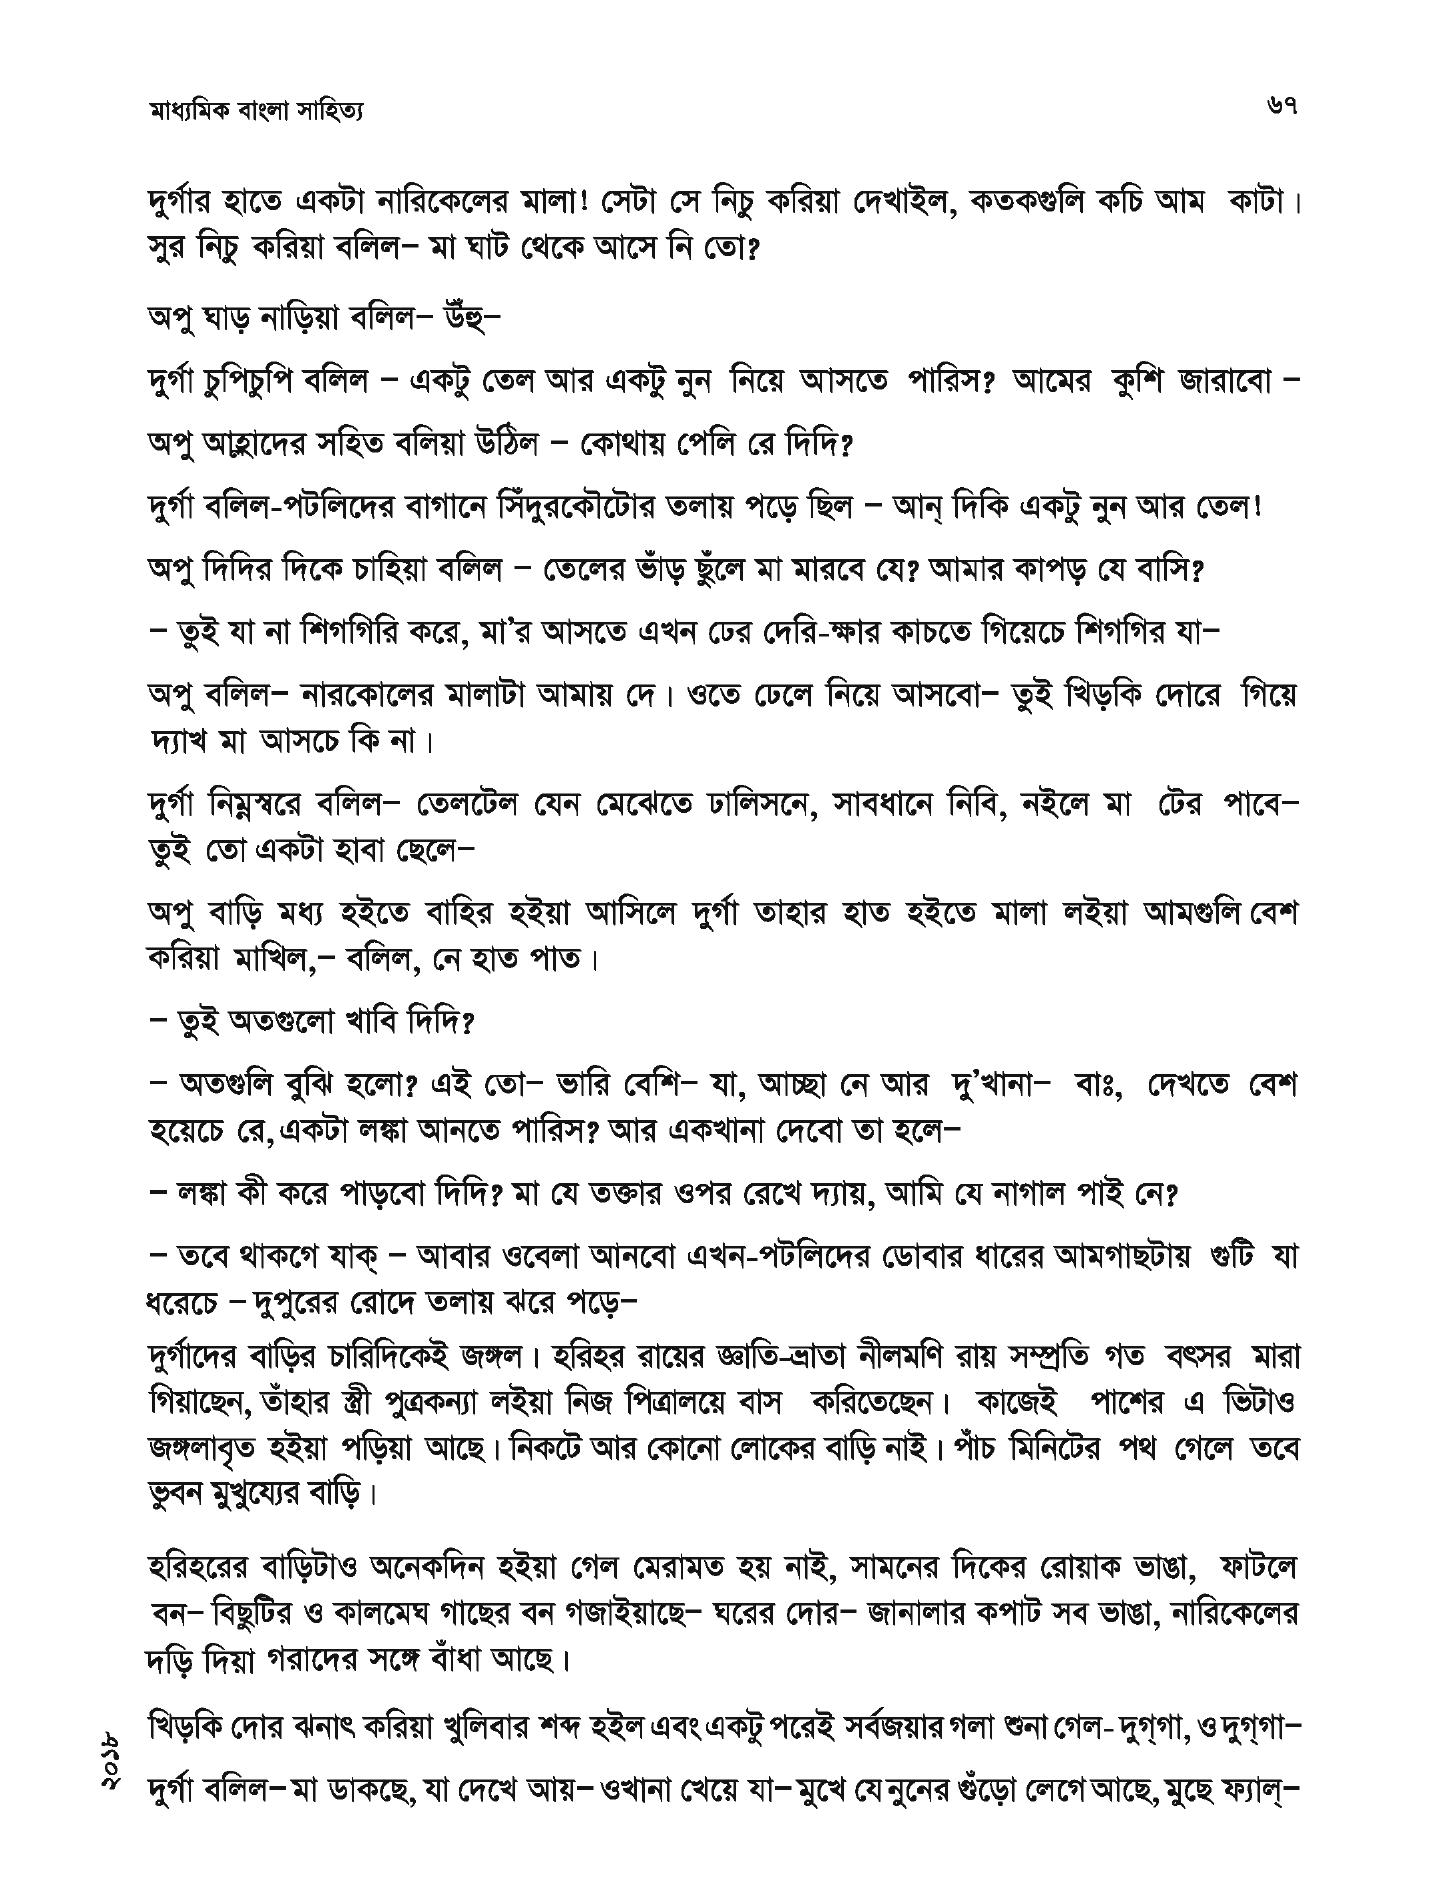 মাধ্যমিক বাংলা সাহিত্য
৬৭
দুর্গার হাতে একটা নারিকেলের মালা! সেটা সে নিচু করিয়া দেখাইল, কতকগুলি কচি আম কাটা।
সুর নিচু করিয়া বলিল– মা ঘাট থেকে আসে নি তো?
অপু ঘাড় নাড়িয়া বলিল– উঁহু–
দুর্গা চুপিচুপি বলিল – একটু তেল আর একটু নুন নিয়ে আসতে পারিস? আমের কুশি জারাবো –
অপু আহ্লাদের সহিত বলিয়া উঠিল – কোথায় পেলি রে দিদি?
দুর্গা বলিল-পটলিদের বাগানে সিঁদুরকৌটোর তলায় পড়ে ছিল – আন্ দিকি একটু নুন আর তেল!
অপু দিদির দিকে চাহিয়া বলিল – তেলের ভাঁড় ছুঁলে মা মারবে যে? আমার কাপড় যে বাসি?
– তুই যা না শিগগিরি করে, মা’র আসতে এখন ঢের দেরি-ক্ষার কাচতে গিয়েচে শিগগির যা–
অপু বলিল– নারকোলের মালাটা আমায় দে। ওতে ঢেলে নিয়ে আসবো– তুই খিড়কি দোরে গিয়ে
দ্যাখ মা আসচে কি না।
দুর্গা নিম্নস্বরে বলিল– তেলটেল যেন মেঝেতে ঢালিসনে, সাবধানে নিবি, নইলে মা টের পাবে–
তুই তো একটা হাবা ছেলে–
অপু বাড়ি মধ্য হইতে বাহির হইয়া আসিলে দুর্গা তাহার হাত হইতে মালা লইয়া আমগুলি বেশ
করিয়া মাখিল,– বলিল, নে হাত পাত।
– তুই অতগুলো খাবি দিদি?
– অতগুলি বুঝি হলো? এই তো– ভারি বেশি– যা, আচ্ছা নে আর দু’খানা– বাঃ, দেখতে বেশ
হয়েচে রে, একটা লঙ্কা আনতে পারিস? আর একখানা দেবো তা হলে–
– লঙ্কা কী করে পাড়বো দিদি? মা যে তক্তার ওপর রেখে দ্যায়, আমি যে নাগাল পাই নে?
– তবে থাকগে যাক্ – আবার ওবেলা আনবো এখন-পটলিদের ডোবার ধারের আমগাছটায় গুটি যা
ধরেচে – দুপুরের রোদে তলায় ঝরে পড়ে–
দুর্গাদের বাড়ির চারিদিকেই জঙ্গল। হরিহর রায়ের জ্ঞাতি-ভ্রাতা নীলমণি রায় সম্প্রতি গত বৎসর মারা
গিয়াছেন, তাঁহার স্ত্রী পুত্রকন্যা লইয়া নিজ পিত্রালয়ে বাস করিতেছেন। কাজেই পাশের এ ভিটাও
জঙ্গলাবৃত হইয়া পড়িয়া আছে। নিকটে আর কোনো লোকের বাড়ি নাই। পাঁচ মিনিটের পথ গেলে তবে
ভুবন মুখুয্যের বাড়ি।
হরিহরের বাড়িটাও অনেকদিন হইয়া গেল মেরামত হয় নাই, সামনের দিকের রোয়াক ভাঙা, ফাটলে
বন– বিছুটির ও কালমেঘ গাছের বন গজাইয়াছে– ঘরের দোর– জানালার কপাট সব ভাঙা, নারিকেলের
দড়ি দিয়া গরাদের সঙ্গে বাঁধা আছে।
খিড়কি দোর ঝনাৎ করিয়া খুলিবার শব্দ হইল এবং একটু পরেই সর্বজয়ার গলা শুনা গেল- দুগ্‌গা, ও দুগ্‌গা–
দুর্গা বলিল– মা ডাকছে, যা দেখে আয়– ওখানা খেয়ে যা– মুখে যে নুনের গুঁড়ো লেগে আছে, মুছে ফ্যাল্–
২০১৮